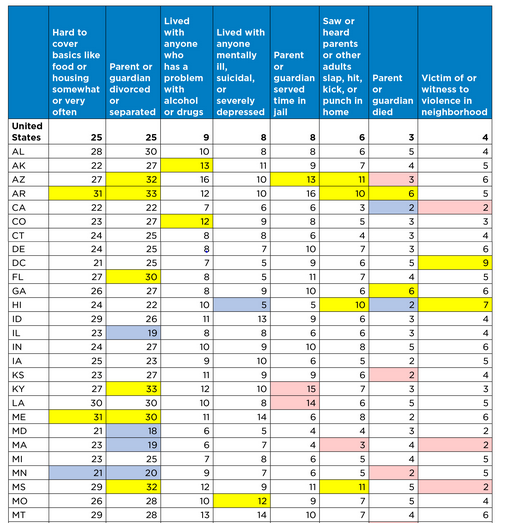 Hard to cover basics like food or housing somewhat or very often | Parent or guardian divorced or separated | Lived with anyone who has a problem with alcohol or drugs | Lived with anyone mentally ill, suicidal, or severely depressed | Parent or guardian served time in jail | Saw or heard parents or other adults slap, hit, kick, or punch in home | Parent or guardian died | Victim of or witness to violence in neighborhood
United States 25 25 9 8 8 6 3 4
AL 28 30 10 8 8 6 5 4
AK 22 27 13 11 9 7 4 5
AZ 27 32 16 10 13 11 3 6
AR 31 33 12 10 16 10 6 5
CA 22 22 7 6 6 3 2 2
CO 23 27 12 9 8 5 3 3
CT 24 25 8 8 6 4 3 4
DE 24 25 8 7 10 7 3 6
DC 21 25 7 5 9 6 5 9
FL 27 30 8 5 11 7 4 5
GA 26 27 8 9 10 6 6 6
HI 24 22 10 5 5 10 2 7
ID 29 26 11 13 9 6 3 4
IL 23 19 8 8 6 6 3 4
IN 24 27 10 9 10 8 5 6
IA 25 23 9 10 6 5 2 5
KS 23 27 11 9 9 6 2 4
KY 27 33 12 10 15 7 3 3
LA 30 30 10 8 14 6 5 5
ME 31 30 11 14 6 8 2 6
MD 21 18 6 5 4 4 3 2
MA 23 19 6 7 4 3 4 2
MI 23 25 7 8 6 5 4 5
MN 21 20 9 7 6 5 2 5
MS 29 32 12 9 11 11 5 2
MO 26 28 10 12 9 7 5 4
MT 29 28 13 14 10 7 4 6